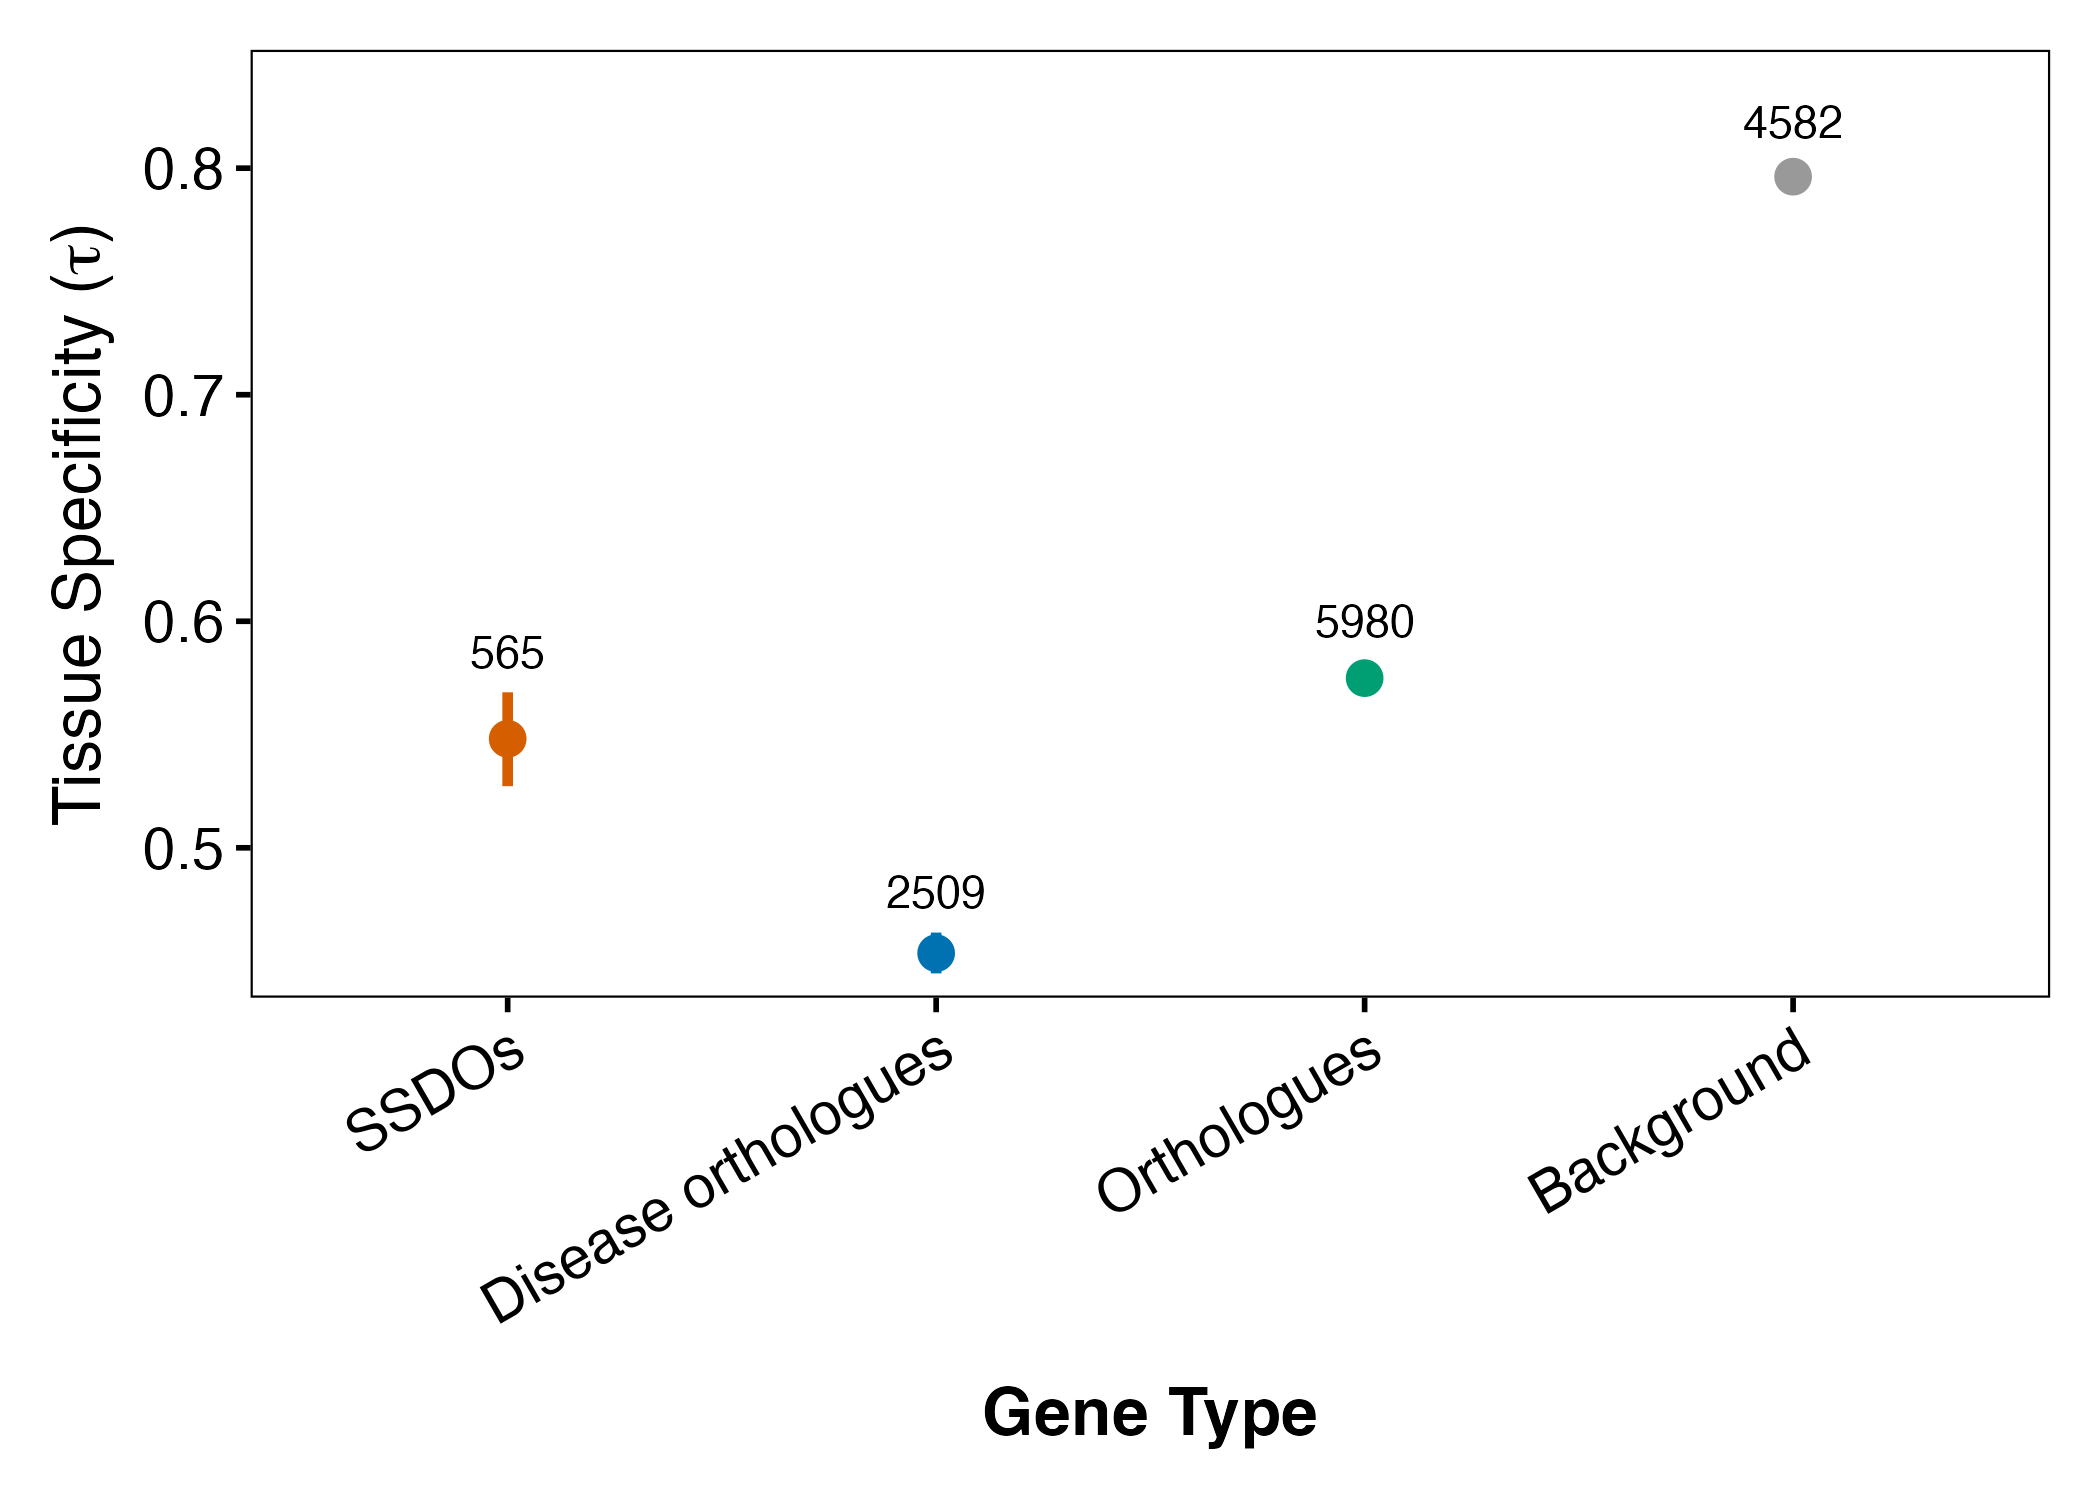 Tissue Specificity (τ)
0.8
0.7
0.6
0.5
565
2509
5980
4582
SSDOs
Disease orthologues
Orthologues
Background
Gene Type